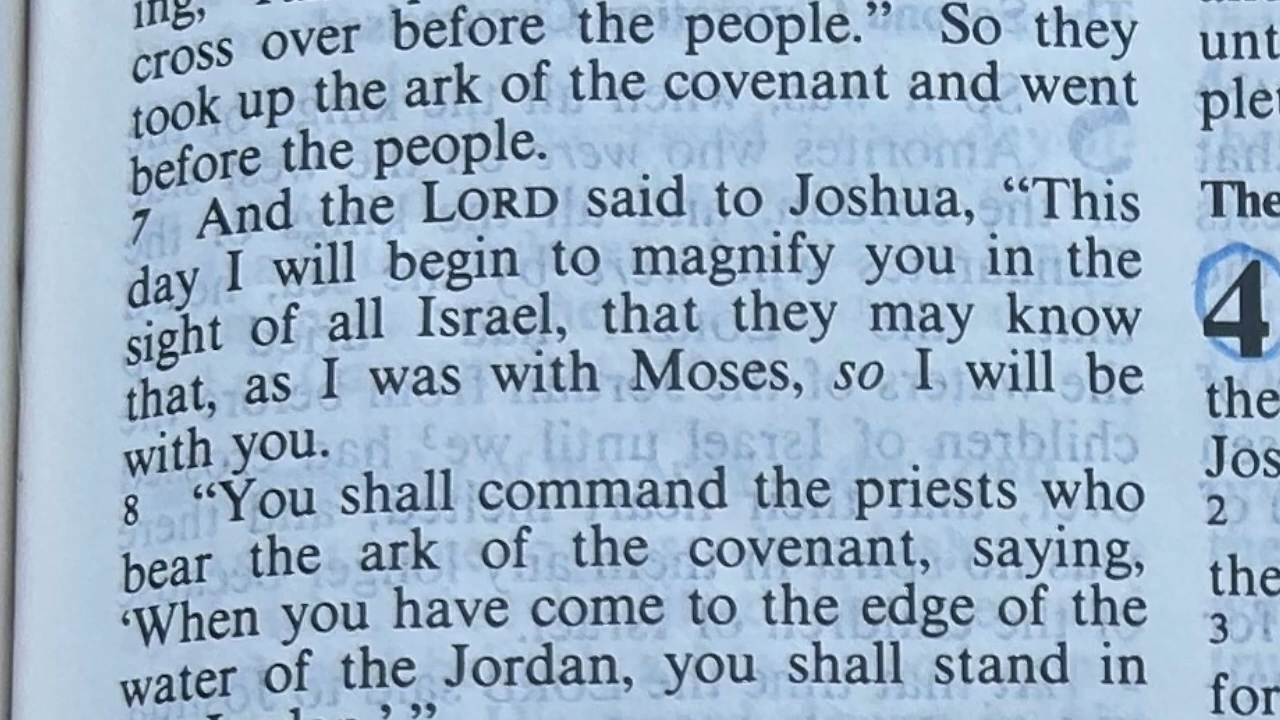 ing,
cross over before the people.” So they
took up the ark of the covenant and went
before the people.
7 And the LORD said to Joshua, “This
day I will begin to magnify you in the
sight of all Israel, that they may know
that, as I was with Moses, so I will be
with you.
8 “You shall command the priests who
bear the ark of the covenant, saying,
‘When you have come to the edge of the
water of the Jordan, you shall stand in
The
4
the
2
the
3
for